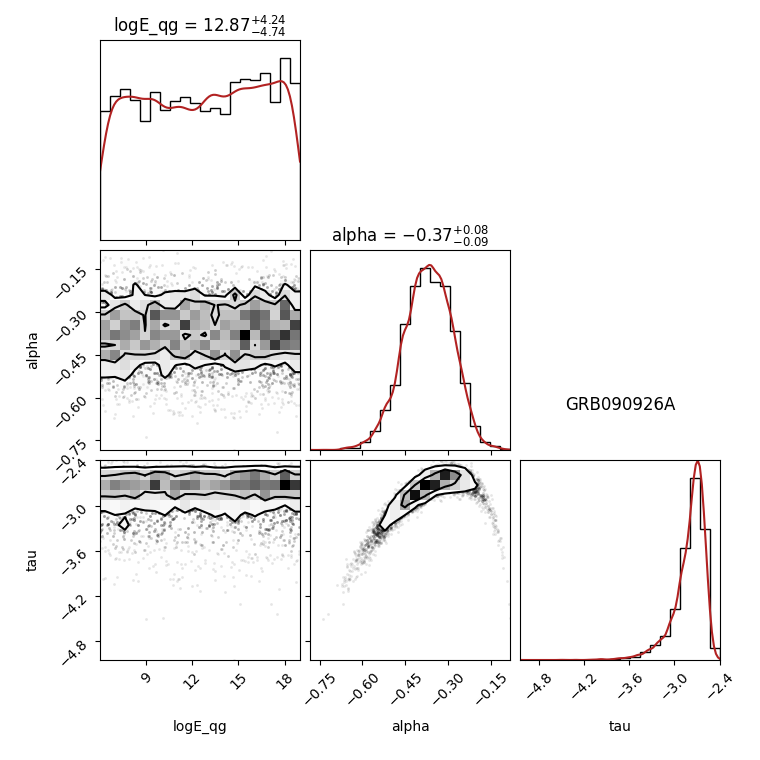 logE_qg = 12.87+4.24 −4.74
alpha = −0.37+0.08 −0.09
alpha
−0.15
−0.30
−0.45
−0.60
−0.75
GRB090926A
tau
−2.4
−3.0
−3.6
−4.2
−4.8
9 12 15 18
−0.75 −0.60 −0.45 −0.30 −0.15
−4.8 −4.2 −3.6 −3.0 −2.4
logE_qg alpha tau